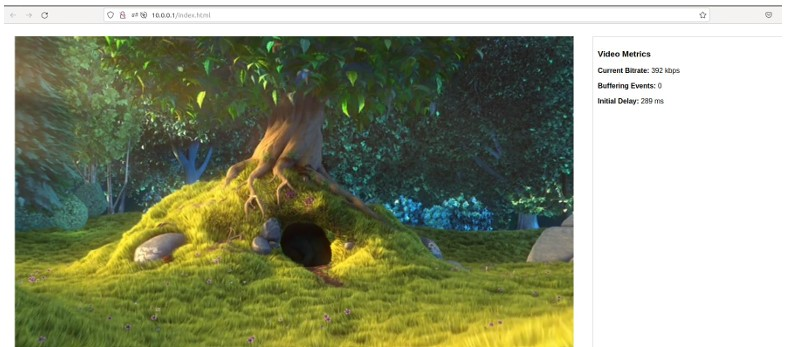 10.0.0.1/index.html
Video Metrics
Current Bitrate: 392 kbps
Buffering Events: 0
Initial Delay: 289 ms